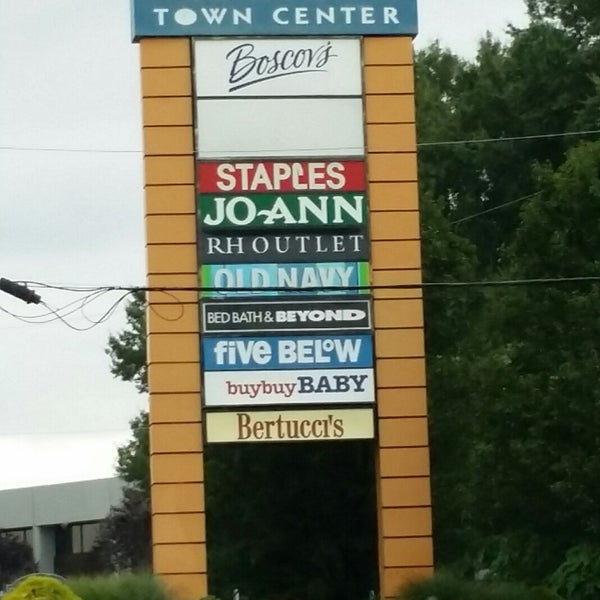 TOWN CENTER
Boscov's
STAPLES
JO-ANN
RH OUTLET
OLD NAVY
BED BATH & BEYOND
five BELOW
buybuy BABY
Bertucci's